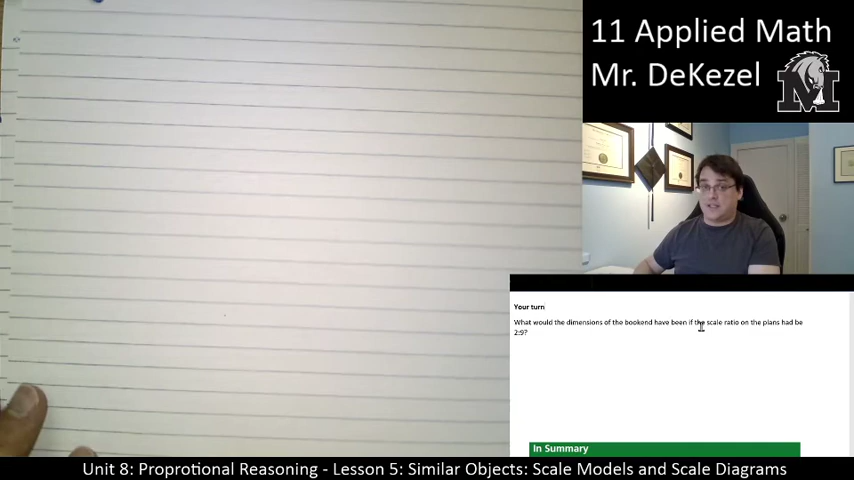 11 Applied Math
Mr. DeKezel
M
Your turn
What would the dimensions of the bookend have been if the scale ratio on the plans had be
2:9?
In Summary
Unit 8: Proprotional Reasoning - Lesson 5: Similar Objects: Scale Models and Scale Diagrams